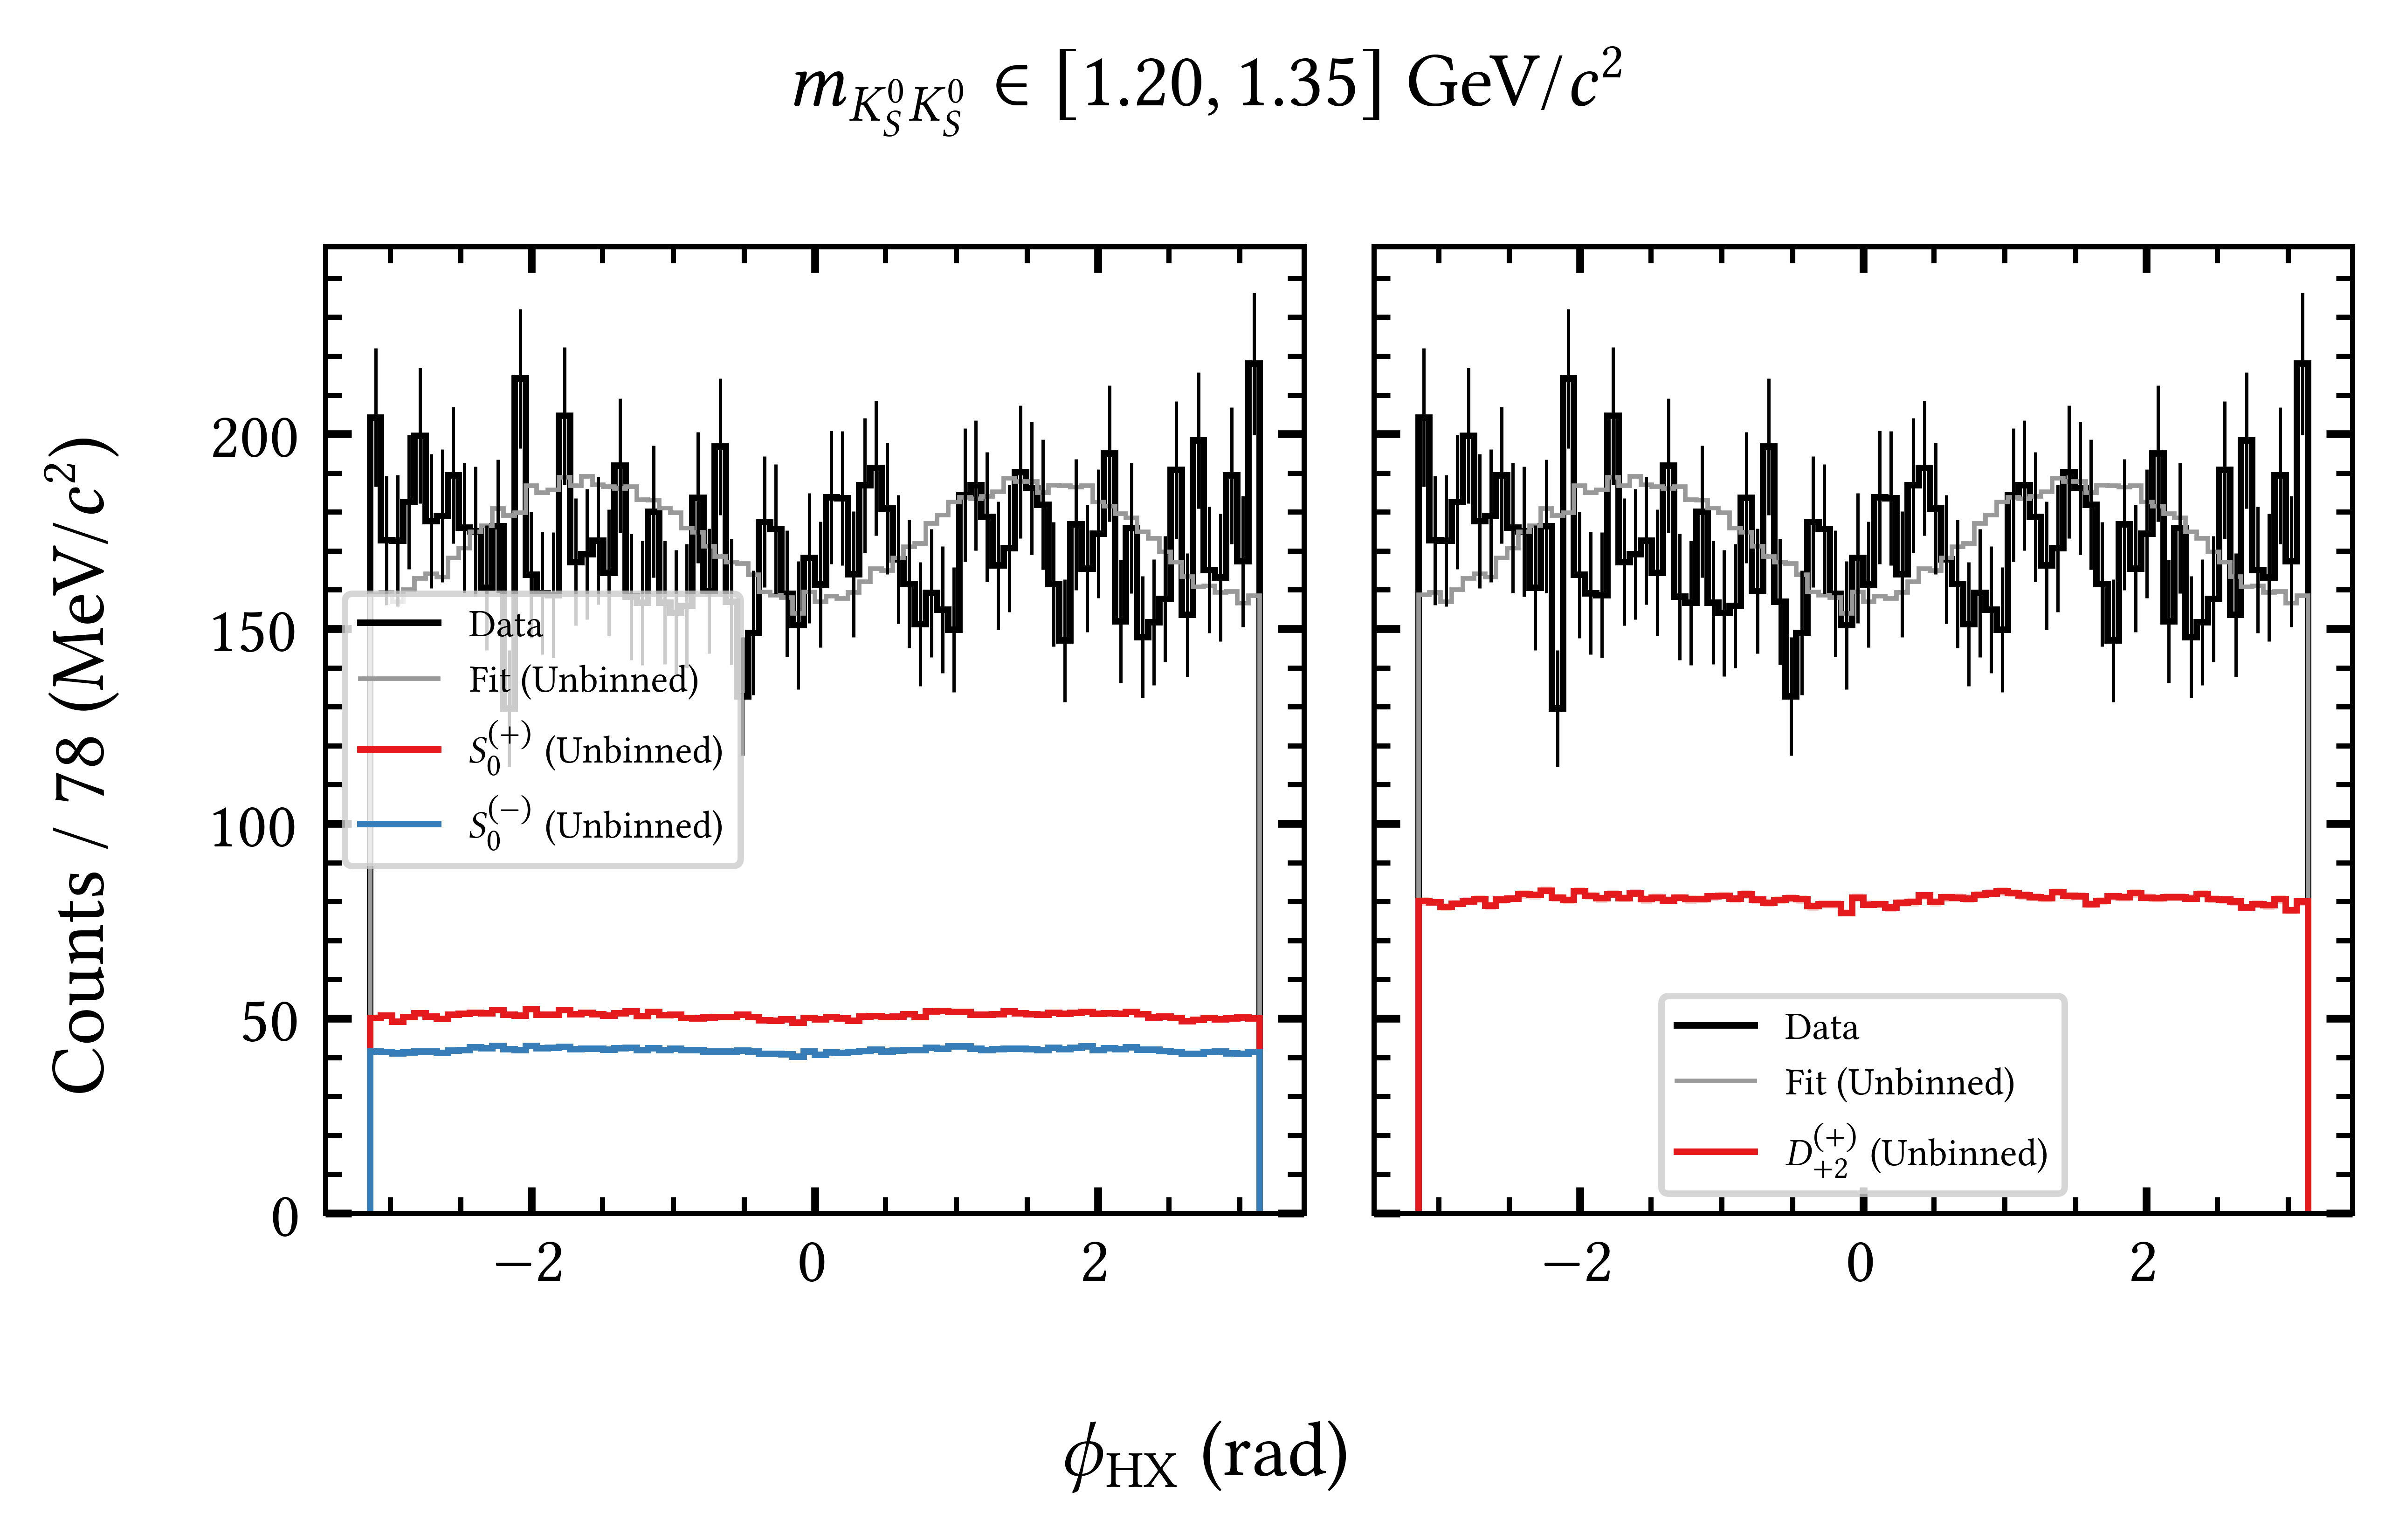 m_{K_S^0 K_S^0} ∈ [1.20, 1.35] GeV/c²
Counts / 78 (MeV/c²)
200
150
100
50
0
Data
Fit (Unbinned)
S_0^{(+)} (Unbinned)
S_0^{(−)} (Unbinned)
−2
0
2
Data
Fit (Unbinned)
D_{+2}^{(+)} (Unbinned)
−2
0
2
ϕ_{HX} (rad)